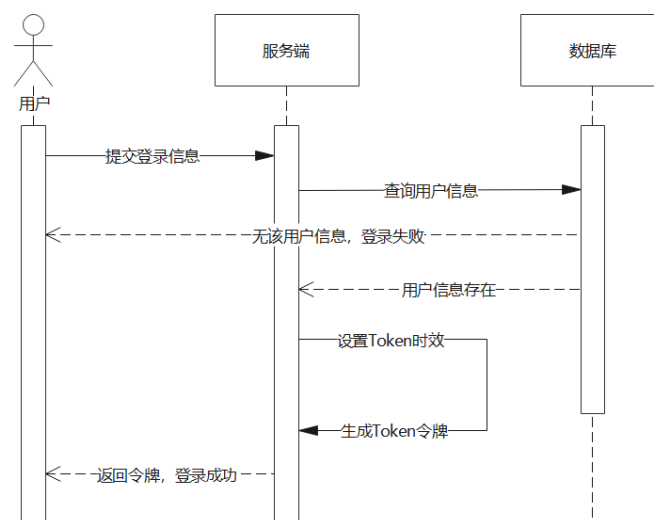 服务端
数据库
用户
提交登录信息
查询用户信息
无该用户信息，登录失败
用户信息存在
设置Token时效
生成Token令牌
返回令牌，登录成功